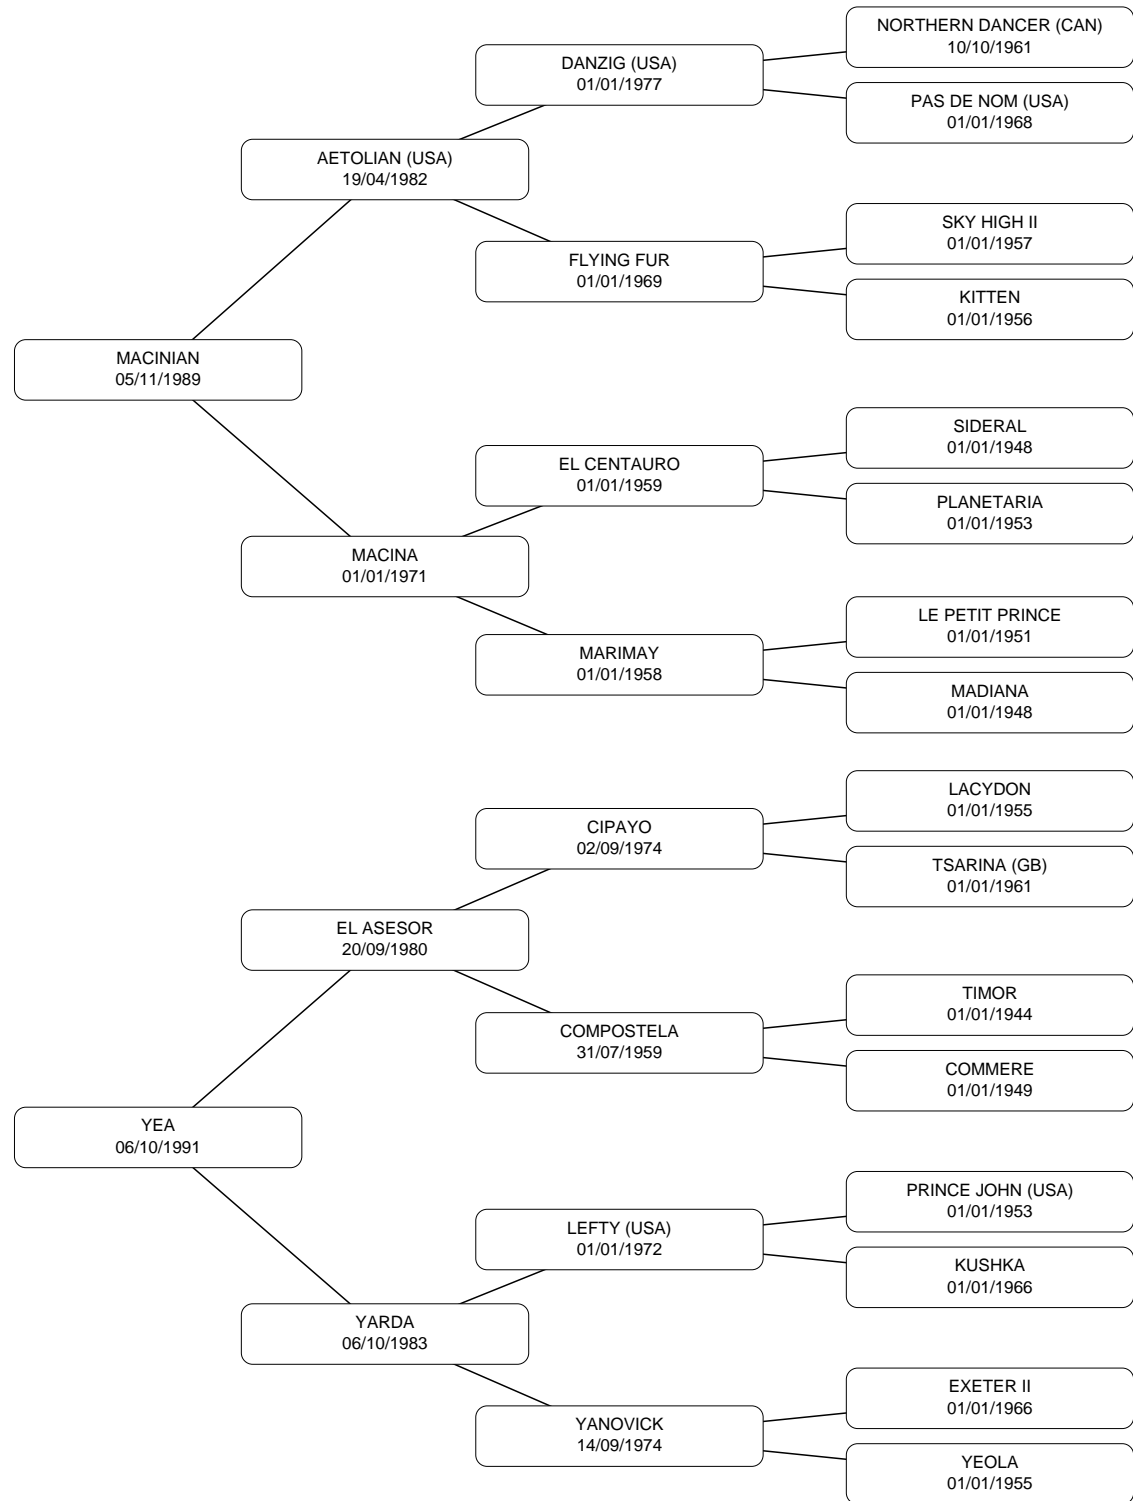 NORTHERN DANCER (CAN)
10/10/1961
DANZIG (USA)
01/01/1977
PAS DE NOM (USA)
01/01/1968
AETOLIAN (USA)
19/04/1982
SKY HIGH II
01/01/1957
FLYING FUR
01/01/1969
KITTEN
01/01/1956
MACINIAN
05/11/1989
SIDERAL
01/01/1948
EL CENTAURO
01/01/1959
PLANETARIA
01/01/1953
MACINA
01/01/1971
LE PETIT PRINCE
01/01/1951
MARIMAY
01/01/1958
MADIANA
01/01/1948
LACYDON
01/01/1955
CIPAYO
02/09/1974
TSARINA (GB)
01/01/1961
EL ASESOR
20/09/1980
TIMOR
01/01/1944
COMPOSTELA
31/07/1959
COMMERE
01/01/1949
YEA
06/10/1991
PRINCE JOHN (USA)
01/01/1953
LEFTY (USA)
01/01/1972
KUSHKA
01/01/1966
YARDA
06/10/1983
EXETER II
01/01/1966
YANOVICK
14/09/1974
YEOLA
01/01/1955